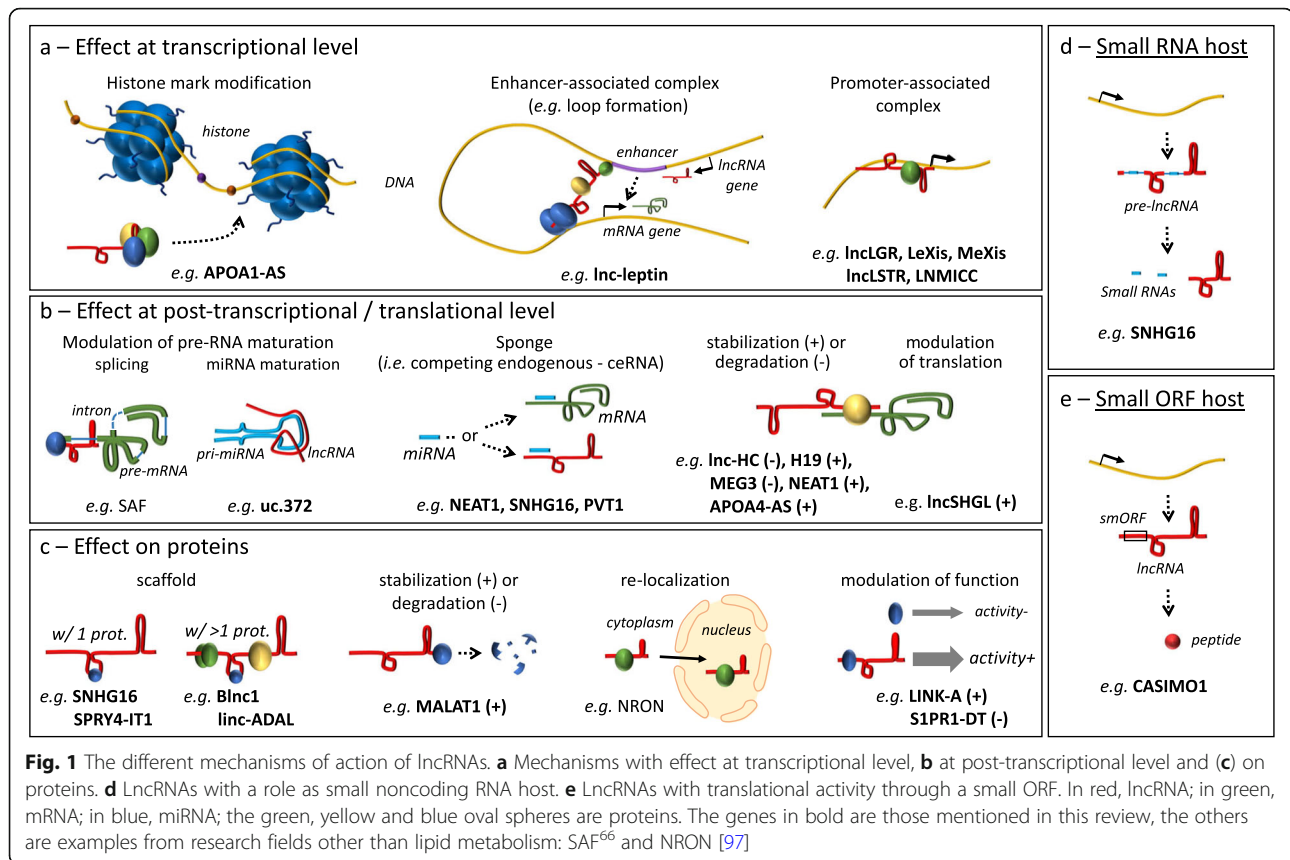 a – Effect at transcriptional level
Histone mark modification
histone
e.g. APOA1-AS
DNA
Enhancer-associated complex
(e.g. loop formation)
enhancer
lncRNA
gene
mRNA gene
e.g. lnc-leptin
Promoter-associated
complex
e.g. lncLGR, LeXis, MeXis
lncLSTR, LNMICC
b – Effect at post-transcriptional / translational level
Modulation of pre-RNA maturation
splicing
miRNA maturation
intron
pre-mRNA
e.g. SAF
pri-miRNA
lncRNA
e.g. uc.372
Sponge
(i.e. competing endogenous - ceRNA)
miRNA
or
mRNA
e.g. NEAT1, SNHG16, PVT1
stabilization (+) or
degradation (-)
e.g. lnc-HC (-), H19 (+),
MEG3 (-), NEAT1 (+),
APOA4-AS (+)
modulation
of translation
e.g. lncSHGL (+)
c – Effect on proteins
scaffold
w/ 1 prot.
e.g. SNHG16
SPRY4-IT1
w/ >1 prot.
e.g. Blnc1
linc-ADAL
stabilization (+) or
degradation (-)
e.g. MALAT1 (+)
re-localization
cytoplasm
nucleus
e.g. NRON
modulation of function
activity-
activity+
e.g. LINK-A (+)
S1PR1-DT (-)
d – Small RNA host
pre-lncRNA
Small RNAs
e.g. SNHG16
e – Small ORF host
smORF
lncRNA
peptide
e.g. CASIMO1
Fig. 1 The different mechanisms of action of lncRNAs. a Mechanisms with effect at transcriptional level, b at post-transcriptional level and (c) on
proteins. d LncRNAs with a role as small noncoding RNA host. e LncRNAs with translational activity through a small ORF. In red, lncRNA; in green,
mRNA; in blue, miRNA; the green, yellow and blue oval spheres are proteins. The genes in bold are those mentioned in this review, the others
are examples from research fields other than lipid metabolism: SAF66 and NRON [97]